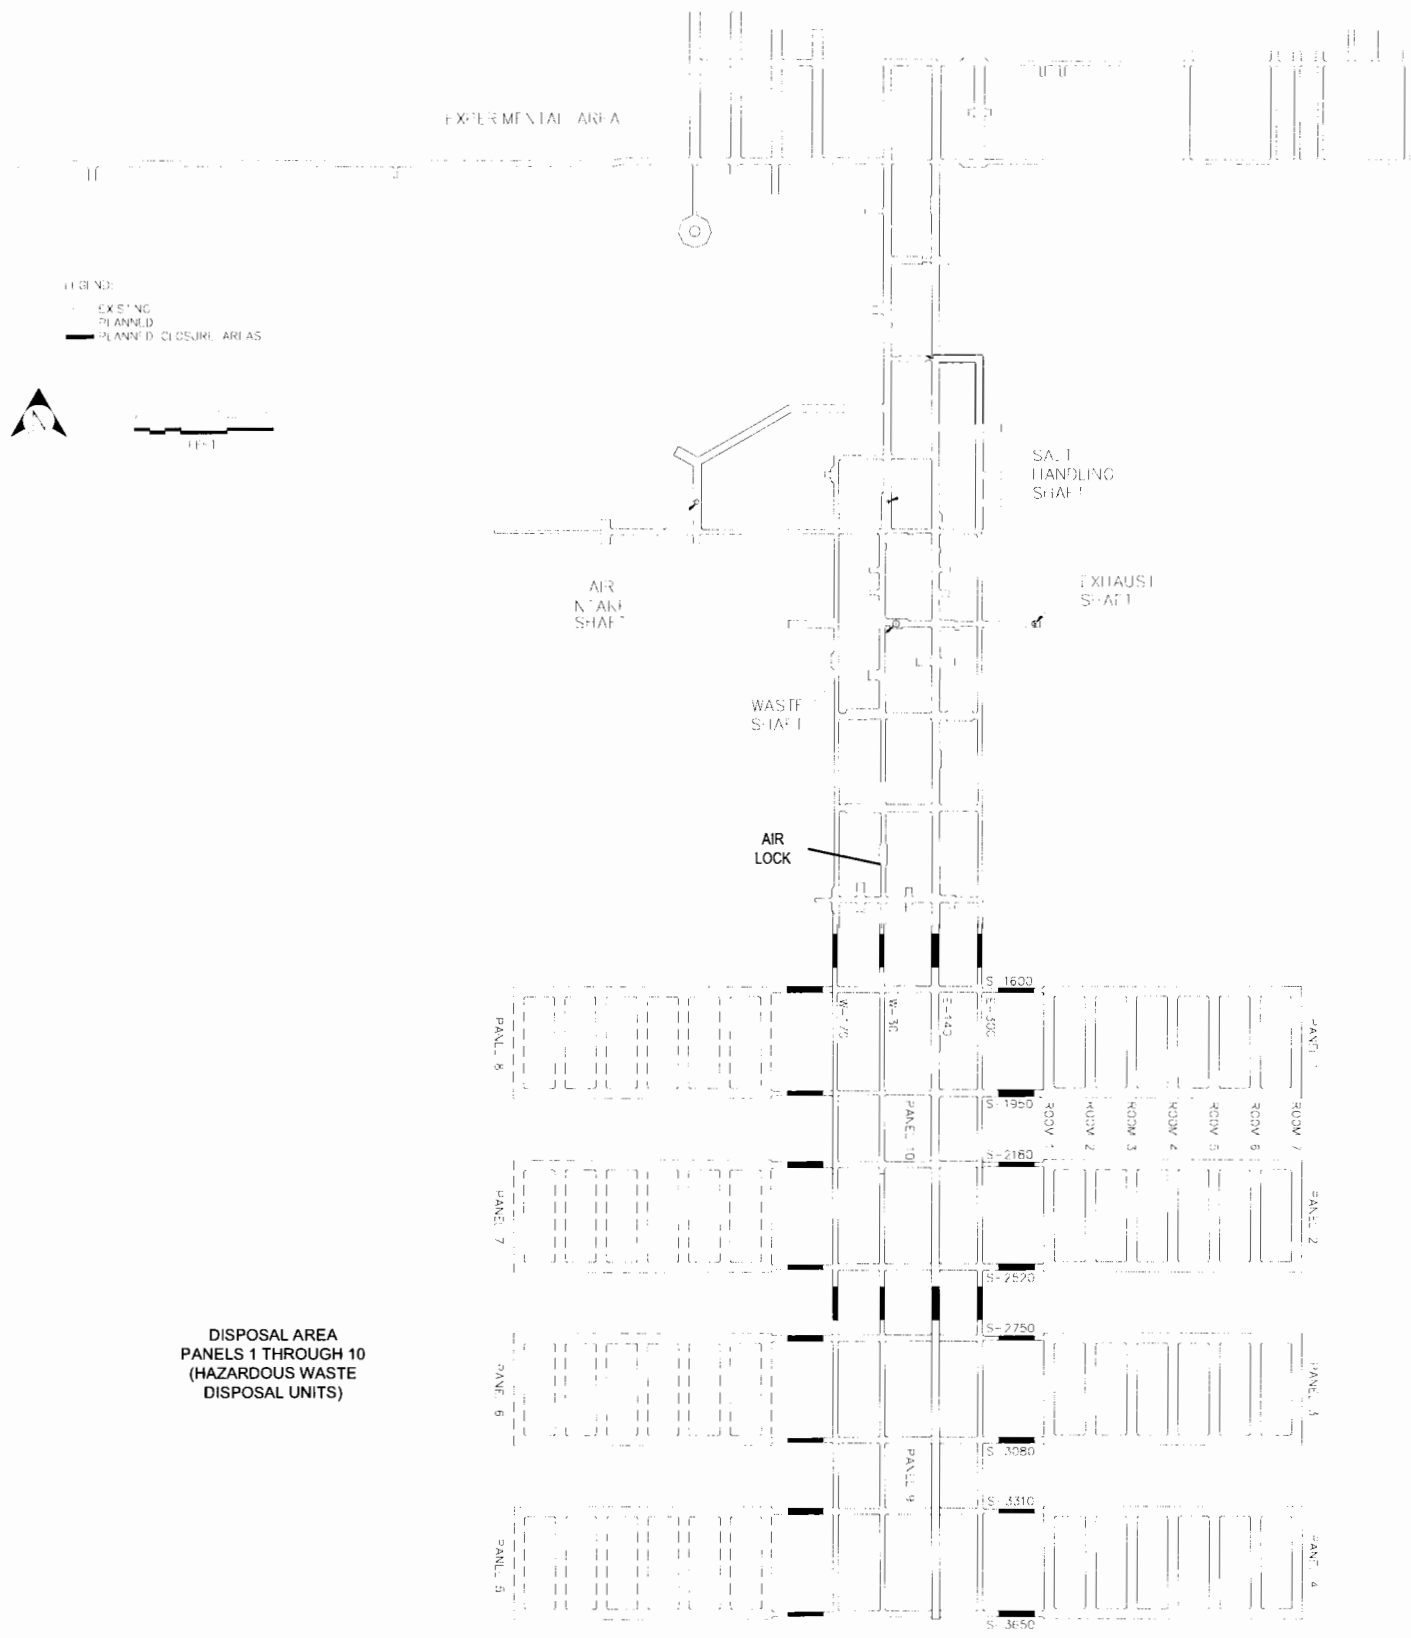 EXPERIMENTAL AREA
LEGEND:
EXISTING
PLANNED
PLANNED CLOSURE AREAS
N
FEET
SALT
HANDLING
SHAFT
AIR
INTAKE
SHAFT
EXHAUST
SHAFT
WASTE
SHAFT
AIR
LOCK
S-1600
W-170
W-30
E-140
E-300
PANEL 8
PANEL
S-1950
PANEL 10
ROOM 1
ROOM 2
ROOM 3
ROOM 4
ROOM 5
ROOM 6
ROOM 7
S-2180
PANEL 7
PANEL 2
S-2520
S-2750
DISPOSAL AREA
PANELS 1 THROUGH 10
(HAZARDOUS WASTE
DISPOSAL UNITS)
PANEL 6
PANEL 3
S-3080
PANEL 9
S-3310
PANEL 5
PANEL 4
S-3650